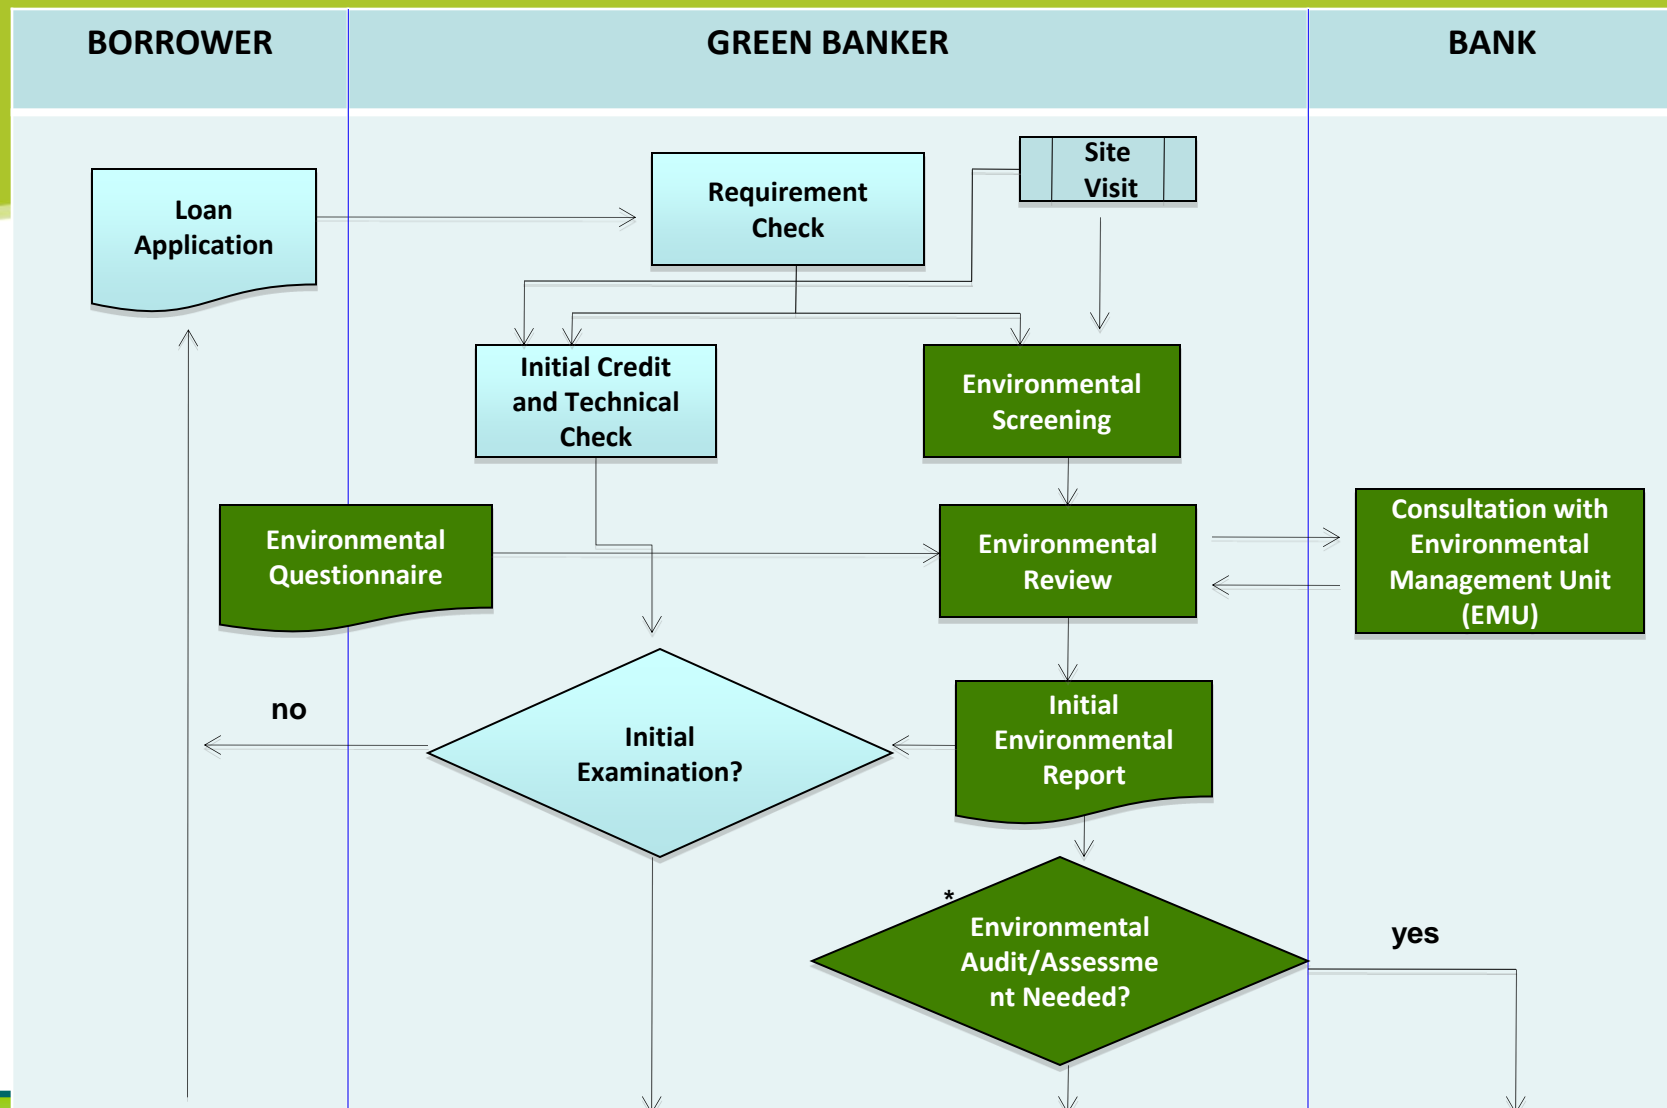 BORROWER
GREEN BANKER
BANK
Loan
Application
Requirement
Check
Site
Visit
Initial Credit
and Technical
Check
Environmental
Screening
Environmental
Questionnaire
Environmental
Review
Consultation with
Environmental
Management Unit
(EMU)
no
Initial
Examination?
Initial
Environmental
Report
*
Environmental
Audit/Assessme
nt Needed?
yes